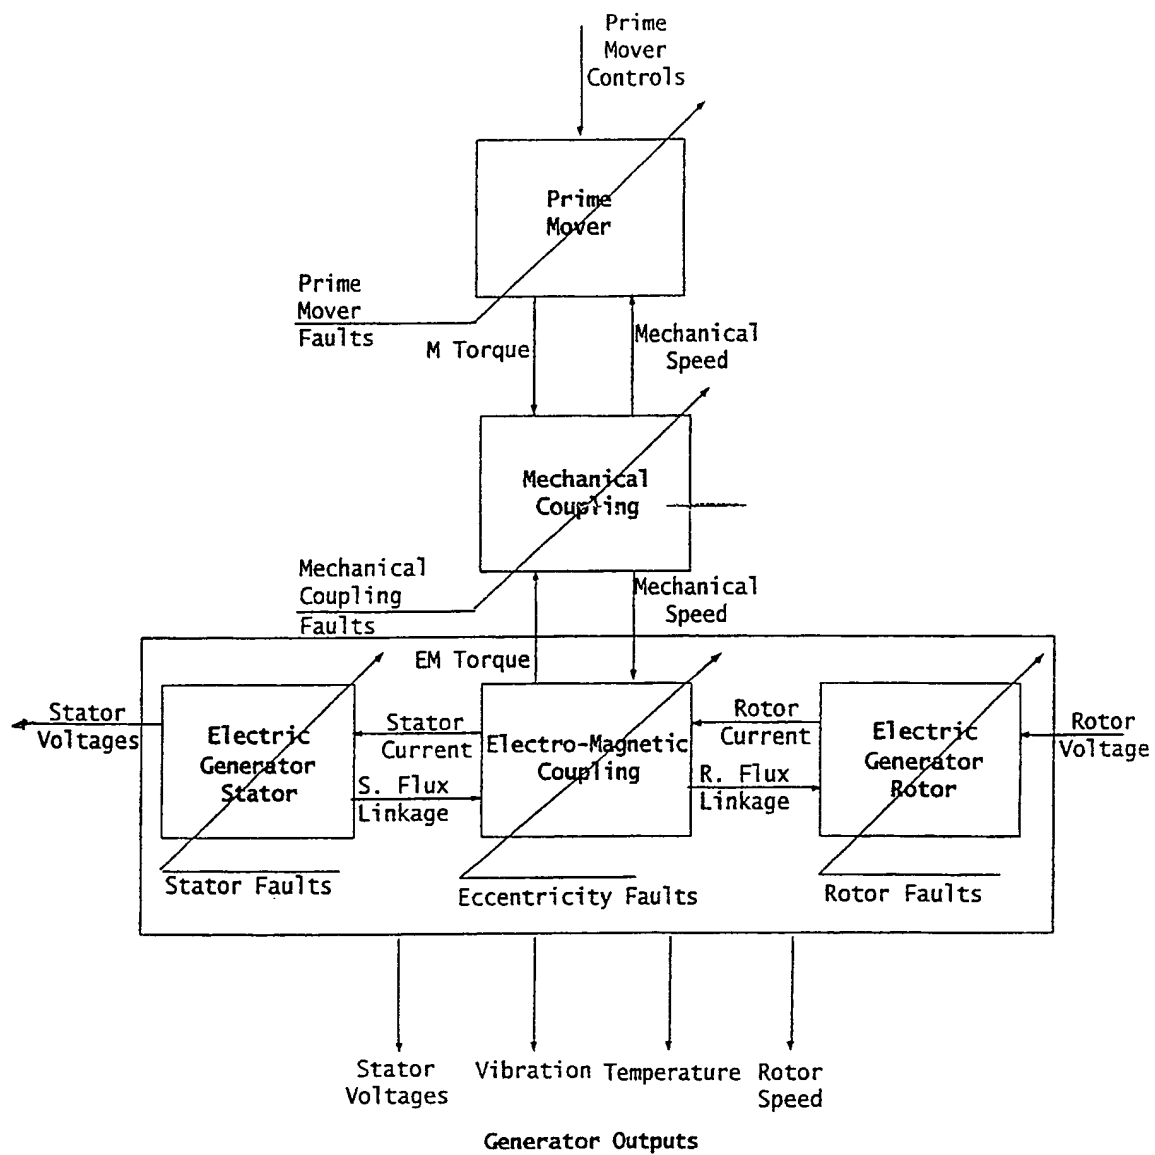 Prime
Mover
Controls
Prime
Mover
Prime
Mover
Faults
M Torque
Mechanical
Speed
Mechanical
Coupling
Mechanical
Coupling
Faults
Mechanical
Speed
EM Torque
Stator
Voltages
Electric
Generator
Stator
Stator
Current
S. Flux
Linkage
Electro-Magnetic
Coupling
Rotor
Current
R. Flux
Linkage
Electric
Generator
Rotor
Rotor
Voltage
Stator Faults
Eccentricity Faults
Rotor Faults
Stator
Voltages
Vibration
Temperature
Rotor
Speed
Generator Outputs